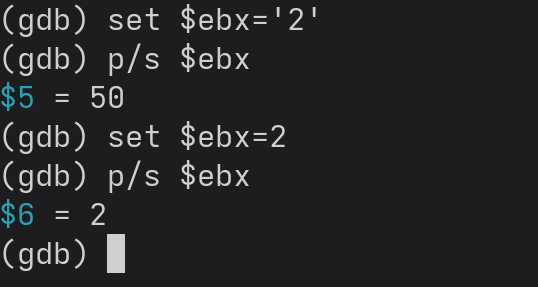 (gdb) set $ebx='2'
(gdb) p/s $ebx
$5 = 50
(gdb) set $ebx=2
(gdb) p/s $ebx
$6 = 2
(gdb)